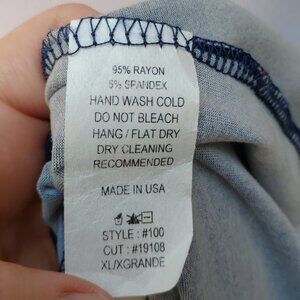 95% RAYON
5% SPANDEX
HAND WASH COLD
DO NOT BLEACH
HANG / FLAT DRY
DRY CLEANING
RECOMMENDED
MADE IN USA
STYLE : #100
CUT : #19108
XL/XGRANDE